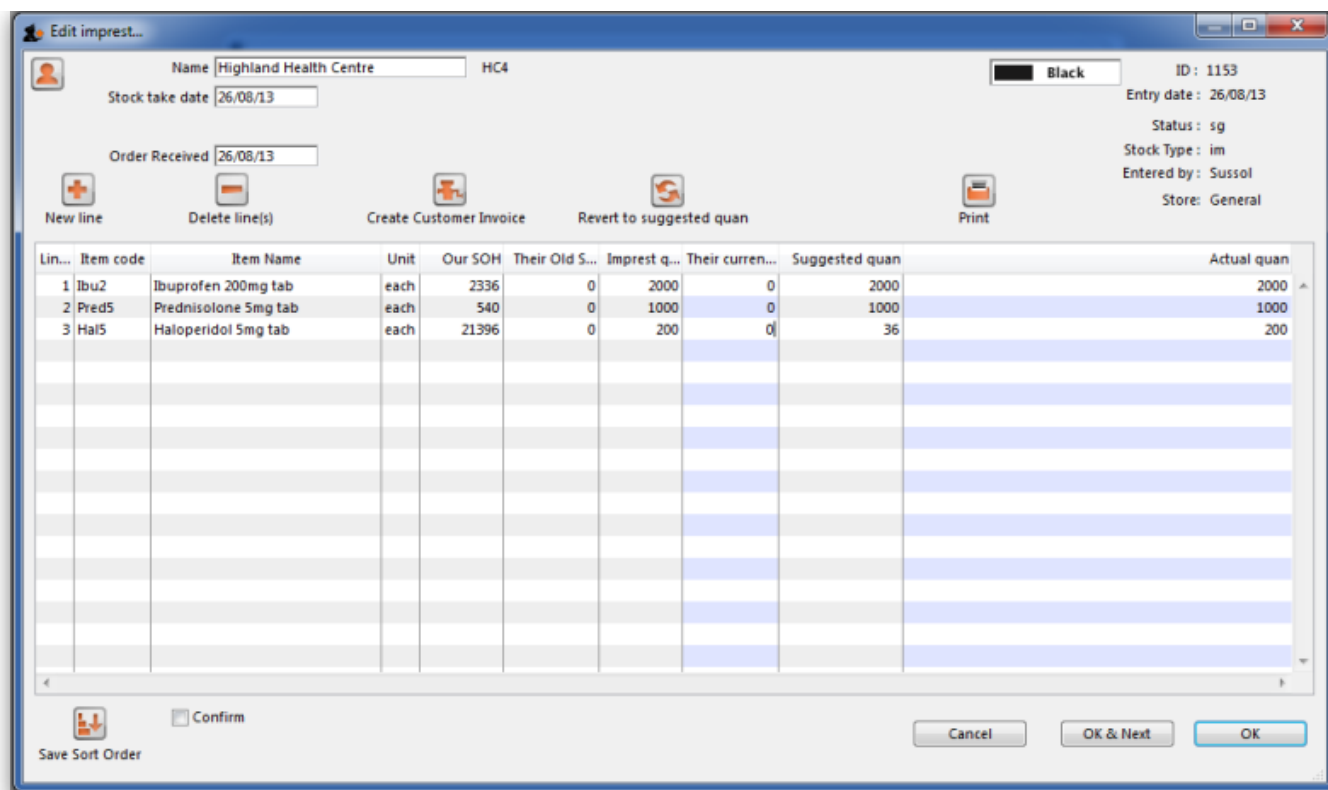 Edit imprest...
Name Highland Health Centre HC4 Black ID : 1153
Stock take date 26/08/13 Entry date : 26/08/13
Status : sg
Order Received 26/08/13 Stock Type : im
Entered by : Sussol
Store: General
New line Delete line(s) Create Customer Invoice Revert to suggested quan Print
Lin... Item code Item Name Unit Our SOH Their Old S... Imprest q... Their curren... Suggested quan Actual quan
1 Ibu2 Ibuprofen 200mg tab each 2336 0 2000 0 2000 2000
2 Pred5 Prednisolone 5mg tab each 540 0 1000 0 1000 1000
3 Hal5 Haloperidol 5mg tab each 21396 0 200 0 36 200
Confirm
Save Sort Order Cancel OK & Next OK